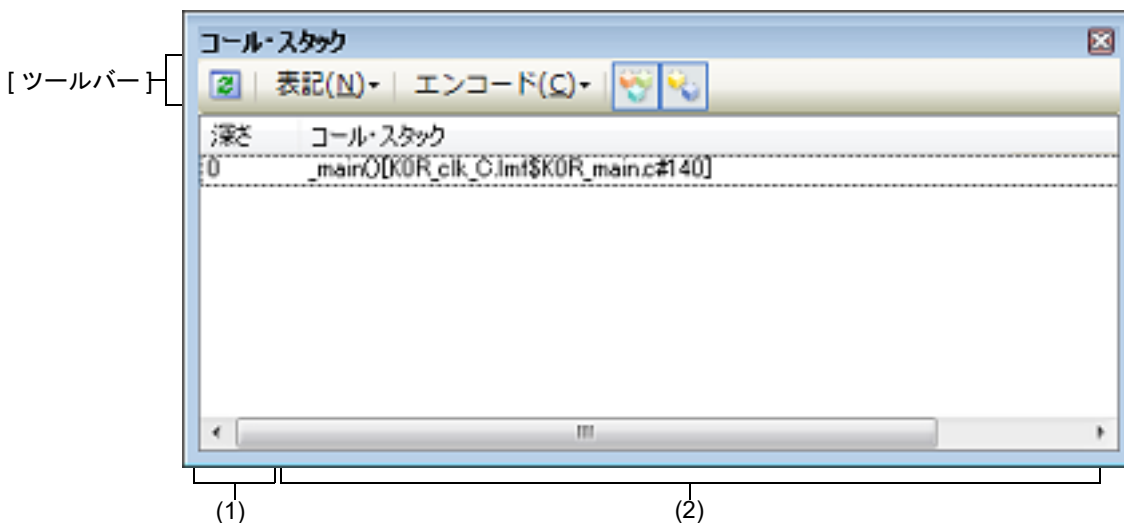 コール・スタック
[ ツールバー ]
表記(N)
エンコード(C)
深さ コール・スタック
0 _main()[K0R_clk_C.lmf$K0R_main.c#140]
(1) (2)